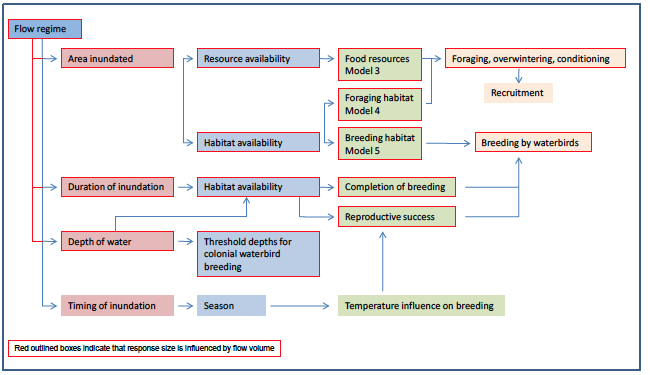 Flow regime
Area inundated
Resource availability
Food resources
Model 3
Foraging, overwintering, conditioning
Foraging habitat
Model 4
Recruitment
Habitat availability
Breeding habitat
Model 5
Breeding by waterbirds
Duration of inundation
Habitat availability
Completion of breeding
Reproductive success
Depth of water
Threshold depths for
colonial waterbird
breeding
Timing of inundation
Season
Temperature influence on breeding
Red outlined boxes indicate that response size is influenced by flow volume